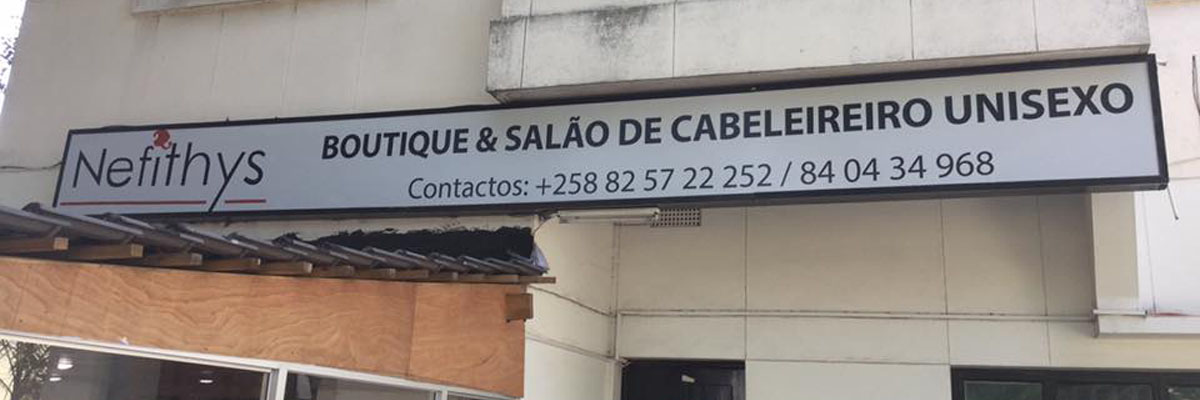 Nefithys
BOUTIQUE & SALÃO DE CABELEIREIRO UNISEXO
Contactos: +258 82 57 22 252 / 84 04 34 968